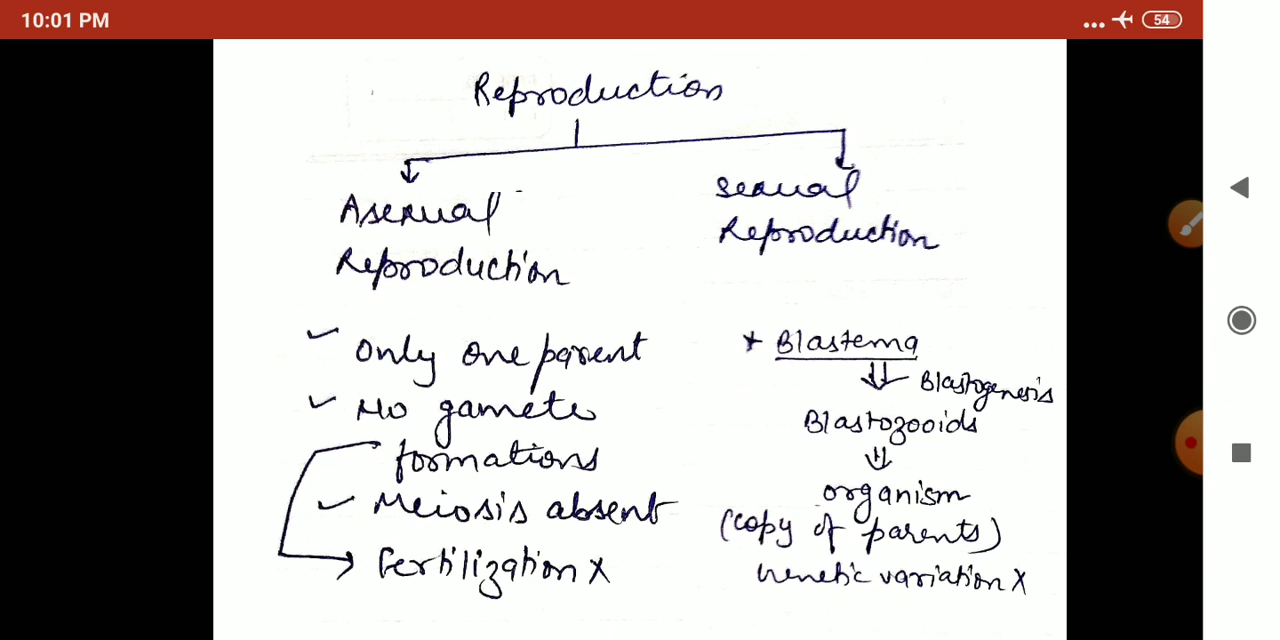 10:01 PM
54
Reproduction
Asexual
Reproduction
Sexual
Reproduction
✓ Only one parent
✓ No gamete
formations
✓ Meiosis absent
Fertilization X
* Blastema
Blastogenesis
Blastozooids
organism
(copy of parents)
Genetic variation X